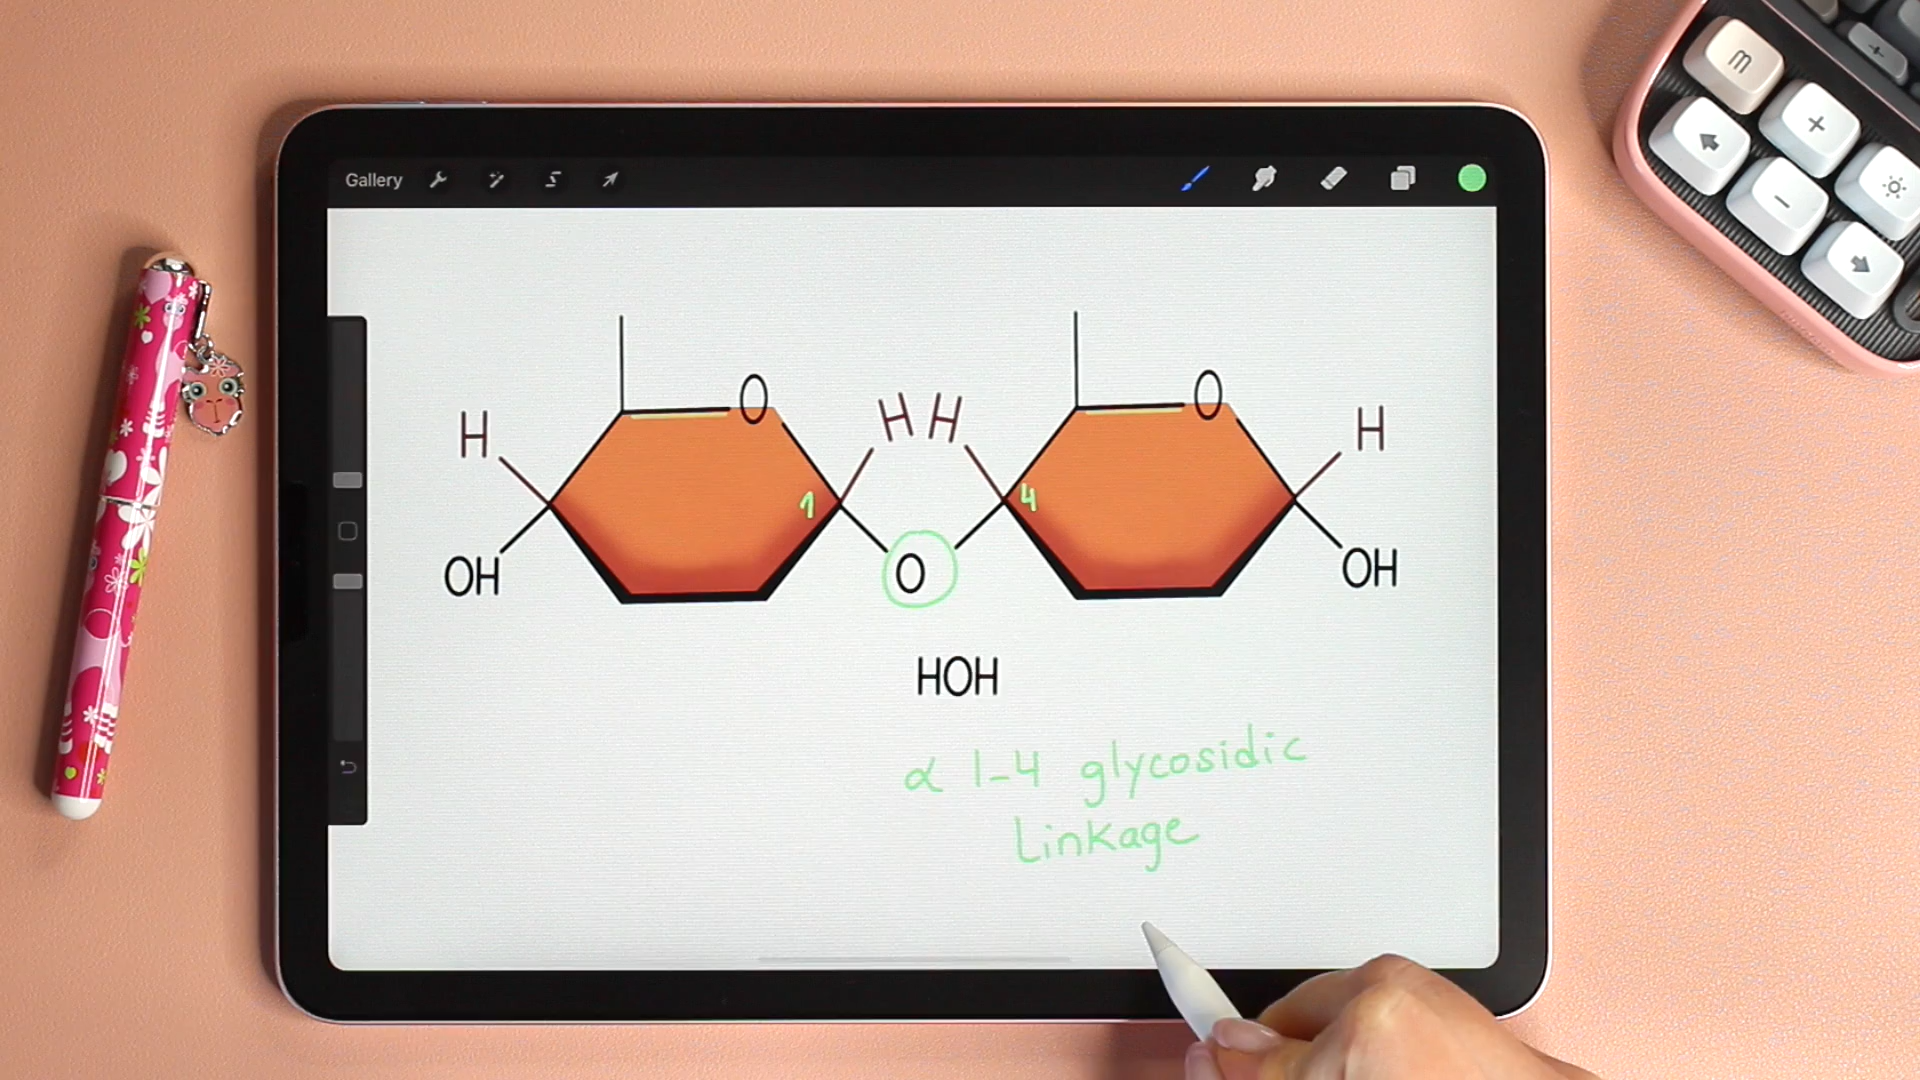 Gallery
O
O
H
H H
H
1
4
OH
O
OH
HOH
α 1-4 glycosidic
Linkage
m
+
-